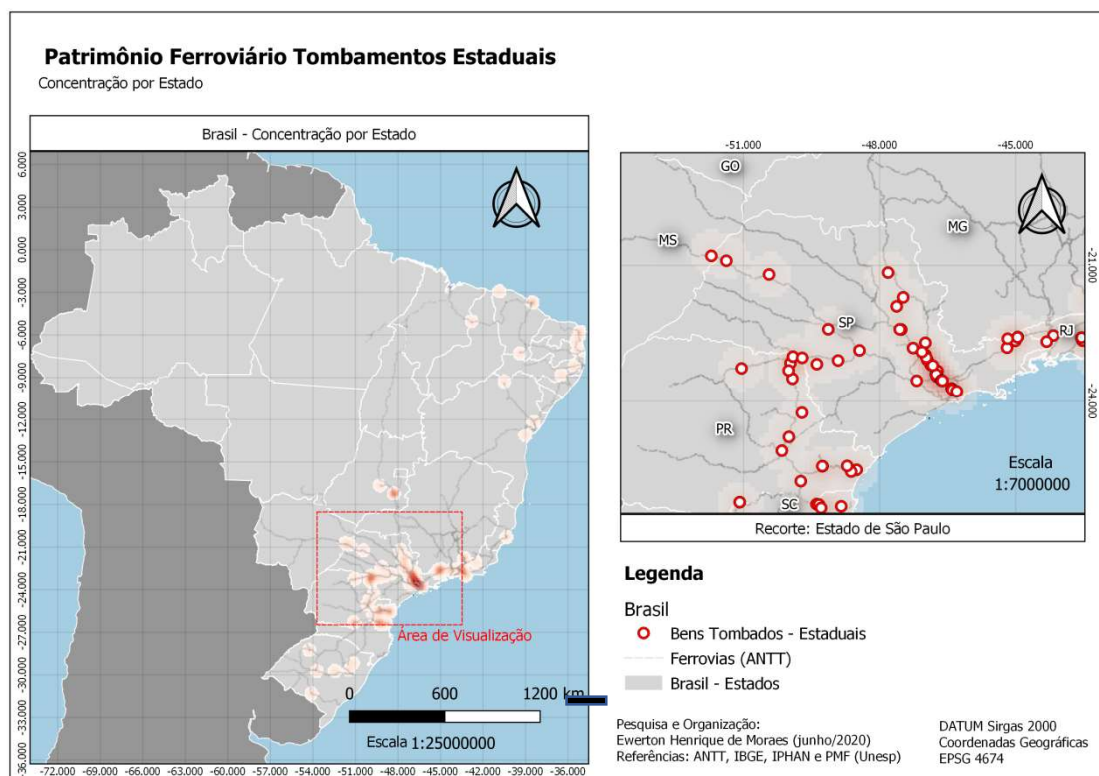 Patrimônio Ferroviário Tombamentos Estaduais
Concentração por Estado
Brasil - Concentração por Estado
6.000
3.000
0.000
-3.000
-6.000
-9.000
-12.000
-15.000
-18.000
-21.000
-24.000
-27.000
-30.000
-33.000
-36.000
-72.000 -69.000 -66.000 -63.000 -60.000 -57.000 -54.000 -51.000 -48.000 -45.000 -42.000 -39.000 -36.000
Área de Visualização
0 600 1200 km
Escala 1:25000000
-51.000 -48.000 -45.000
GO
MG
MS
-21.000
SP
RJ
-24.000
PR
SC
Escala
1:7000000
Recorte: Estado de São Paulo
Legenda
Brasil
Bens Tombados - Estaduais
Ferrovias (ANTT)
Brasil - Estados
Pesquisa e Organização:
Ewerton Henrique de Moraes (junho/2020)
Referências: ANTT, IBGE, IPHAN e PMF (Unesp)
DATUM Sirgas 2000
Coordenadas Geográficas
EPSG 4674